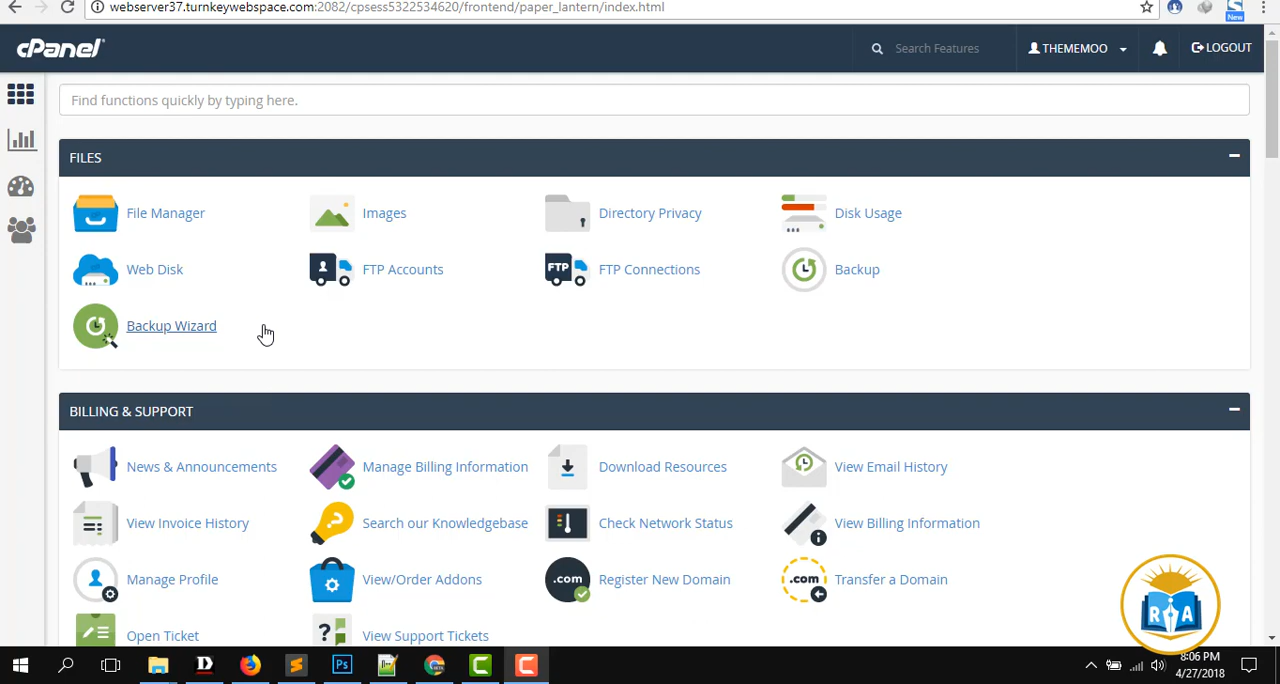 webserver37.turnkeywebspace.com:2082/cpsess5322534620/frontend/paper_lantern/index.html
New
cPanel
Search Features
THEMEMOO
LOGOUT
Find functions quickly by typing here.
FILES
File Manager
Images
Directory Privacy
Disk Usage
Web Disk
FTP Accounts
FTP
FTP Connections
Backup
Backup Wizard
BILLING & SUPPORT
News & Announcements
Manage Billing Information
Download Resources
View Email History
View Invoice History
Search our Knowledgebase
Check Network Status
View Billing Information
Manage Profile
View/Order Addons
.com
Register New Domain
.com
Transfer a Domain
Open Ticket
View Support Tickets
R A
Ps
8:06 PM
4/27/2018